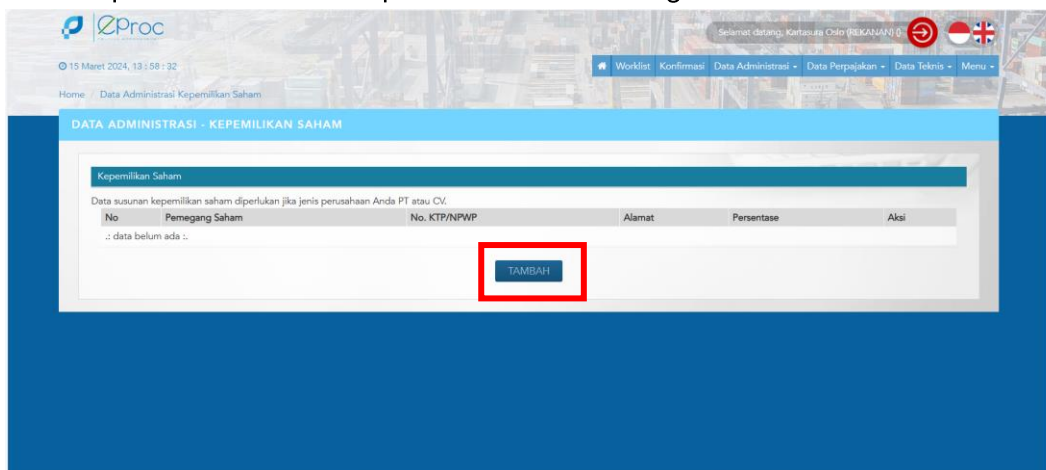 eProc
Selamat datang, Kartasura Oslo (REKANAN)
15 Maret 2024, 13 : 58 : 32
Worklist Konfirmasi Data Administrasi Data Perpajakan Data Teknis Menu
Home / Data Administrasi Kepemilikan Saham
DATA ADMINISTRASI - KEPEMILIKAN SAHAM
Kepemilikan Saham
Data susunan kepemilikan saham diperlukan jika jenis perusahaan Anda PT atau CV.
No Pemegang Saham No. KTP/NPWP Alamat Persentase Aksi
.: data belum ada :.
TAMBAH